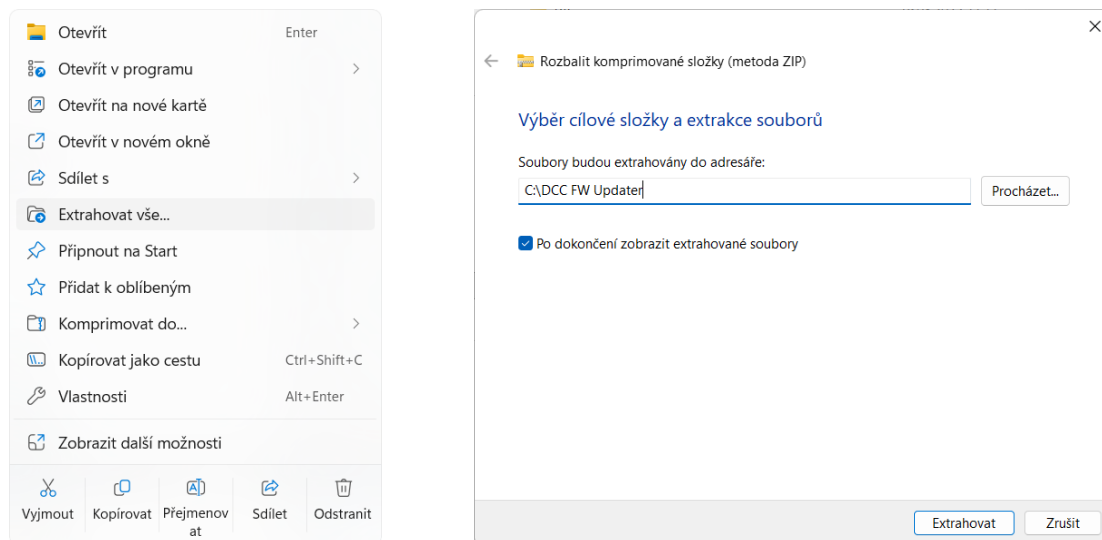 Otevřít Enter
Otevřít v programu
Otevřít na nové kartě
Otevřít v novém okně
Sdílet s
Extrahovat vše...
Připnout na Start
Přidat k oblíbeným
Komprimovat do...
Kopírovat jako cestu Ctrl+Shift+C
Vlastnosti Alt+Enter
Zobrazit další možnosti
Vyjmout Kopírovat Přejmenov Sdílet Odstranit
at
Rozbalit komprimované složky (metoda ZIP)
Výběr cílové složky a extrakce souborů
Soubory budou extrahovány do adresáře:
C:\DCC FW Updater Procházet...
Po dokončení zobrazit extrahované soubory
Extrahovat Zrušit